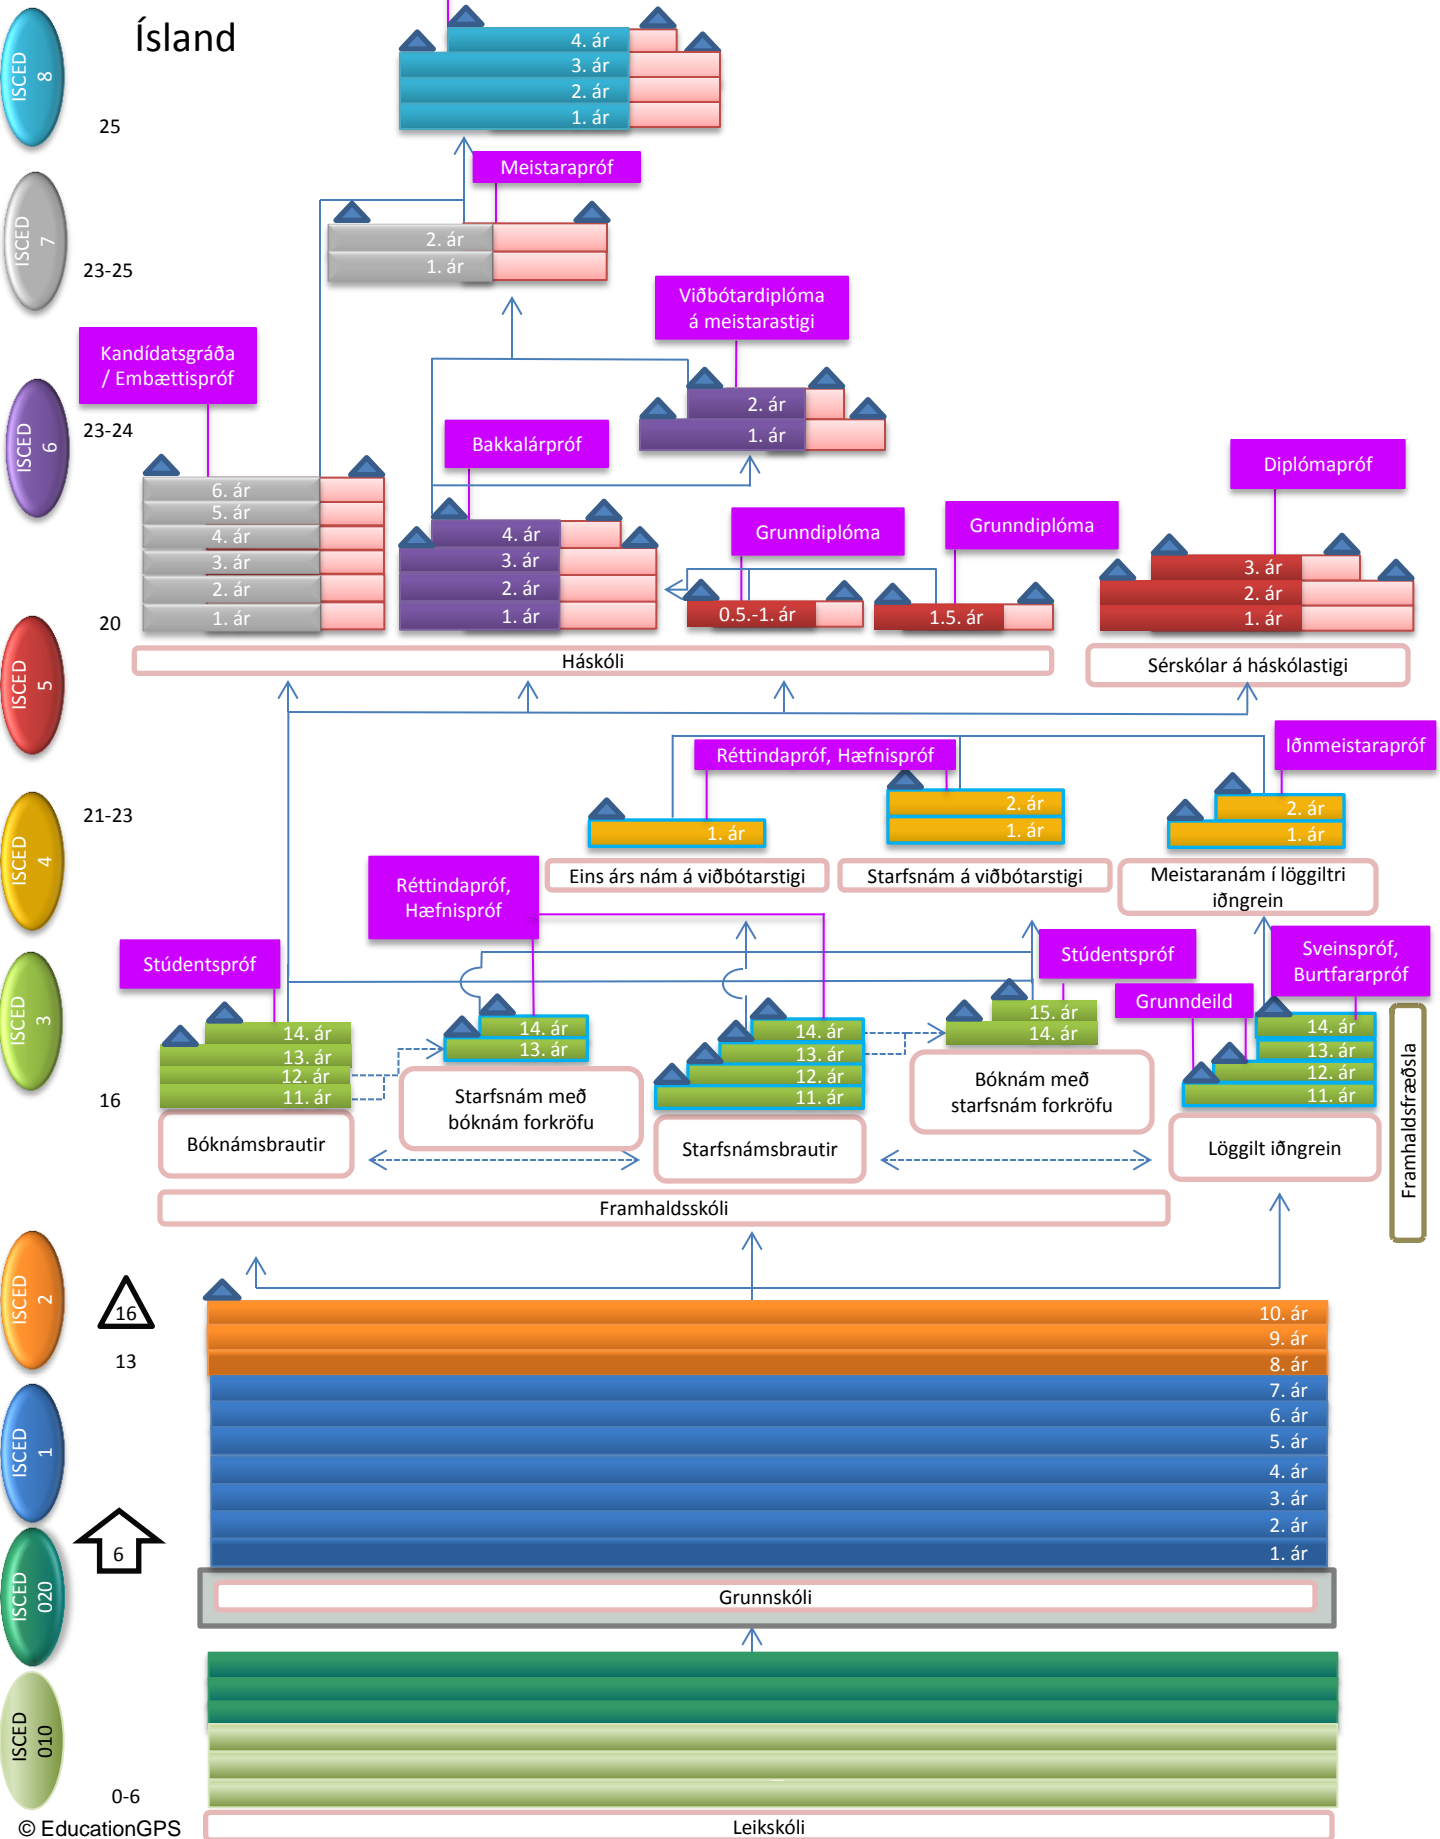 Ísland
ISCED
8
4. ár
3. ár
2. ár
1. ár
25
Meistarapróf
ISCED
7
2. ár
1. ár
23-25
Viðbótardiplóma
á meistarastigi
Kandídatsgráða
/ Embættispróf
ISCED
6
23-24
2. ár
1. ár
Bakkalárpróf
Diplómapróf
6. ár
5. ár
4. ár
3. ár
2. ár
1. ár
4. ár
3. ár
2. ár
1. ár
Grunndiplóma
0.5.-1. ár
Grunndiplóma
1.5. ár
3. ár
2. ár
1. ár
20
ISCED
5
Háskóli
Sérskólar á háskólastigi
Réttindapróf, Hæfnispróf
Iðnmeistarapróf
ISCED
4
21-23
1. ár
2. ár
1. ár
2. ár
1. ár
Eins árs nám á viðbótarstigi
Starfsnám á viðbótarstigi
Meistaranám í löggiltri
iðngrein
Réttindapróf,
Hæfnispróf
Stúdentspróf
Stúdentspróf
Grunndeild
Sveinspróf,
Burtfararpróf
ISCED
3
14. ár
13. ár
12. ár
11. ár
14. ár
13. ár
14. ár
13. ár
12. ár
11. ár
15. ár
14. ár
14. ár
13. ár
12. ár
11. ár
16
Bóknámsbrautir
Starfsnám með
bóknám forkröfu
Starfsnámsbrautir
Bóknám með
starfsnám forkröfu
Löggilt iðngrein
Framhaldsfræðsla
Framhaldsskóli
ISCED
2
16
13
10. ár
9. ár
8. ár
7. ár
6. ár
5. ár
4. ár
3. ár
2. ár
1. ár
ISCED
1
6
ISCED
020
Grunnskóli
ISCED
010
0-6
Leikskóli
© EducationGPS